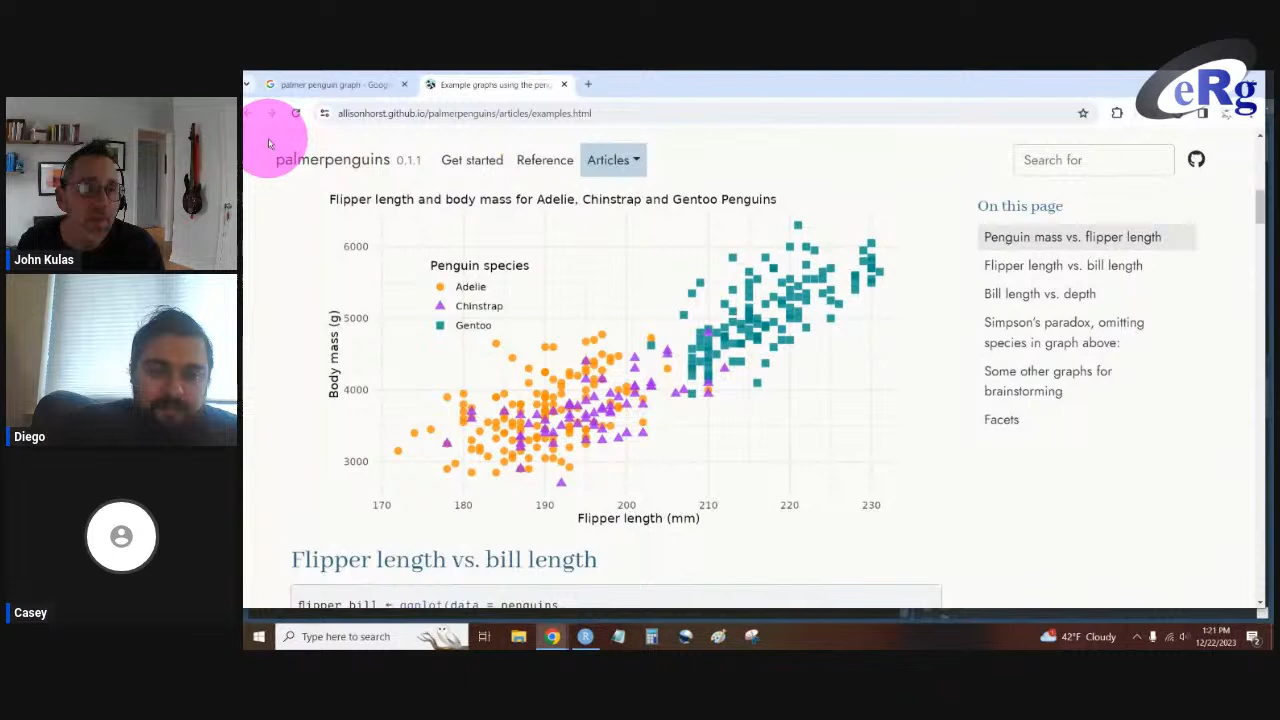 eRg
palmer penguin graph - Goog
Example graphs using the peng
allisonhorst.github.io/palmerpenguins/articles/examples.html
palmerpenguins 0.1.1 Get started Reference Articles Search for
Flipper length and body mass for Adelie, Chinstrap and Gentoo Penguins
Penguin species
Adelie
Chinstrap
Gentoo
Body mass (g)
6000
5000
4000
3000
170 180 190 200 210 220 230
Flipper length (mm)
On this page
Penguin mass vs. flipper length
Flipper length vs. bill length
Bill length vs. depth
Simpson's paradox, omitting
species in graph above:
Some other graphs for
brainstorming
Facets
Flipper length vs. bill length
flipper_bill ← ggplot(data = penguins,
John Kulas
Diego
Casey
Type here to search
42°F Cloudy
1:21 PM
12/22/2023
2